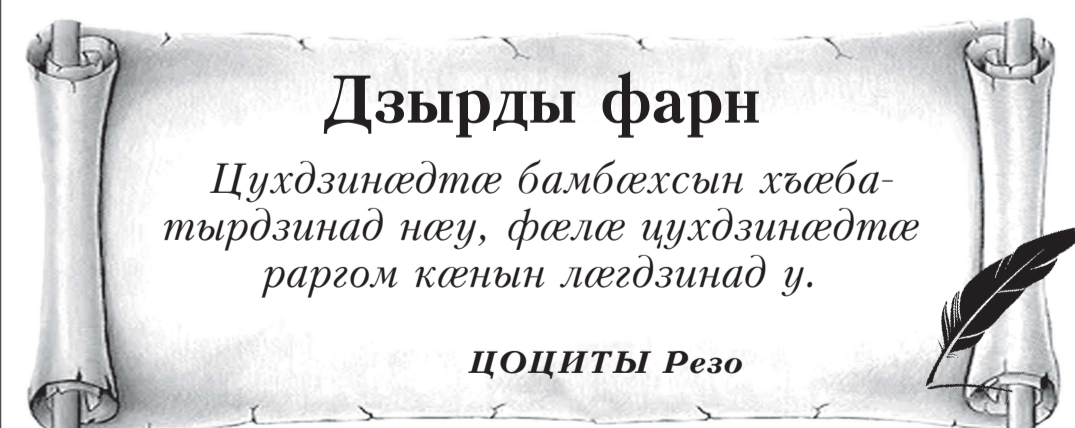 Дзырды фарн
Цухдзинæдтæ бамбæхсын хъæба-
тырдзинад нæу, фæлæ цухдзинæдтæ
раргом кæнын лæгдзинад у.
ЦОЦИТЫ Резо